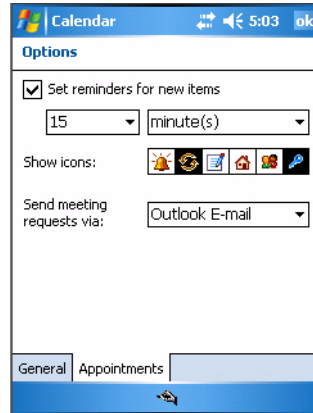 Calendar 5:03 ok
Options
Set reminders for new items
15 minute(s)
Show icons:
Send meeting
requests via: Outlook E-mail
General Appointments